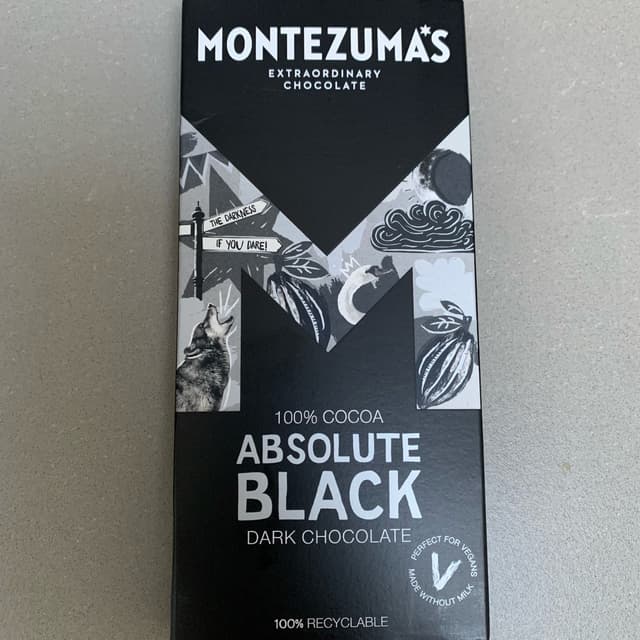 MONTEZUMA'S
EXTRAORDINARY
CHOCOLATE
THE DARKNESS
IF YOU DARE!
100% COCOA
ABSOLUTE
BLACK
DARK CHOCOLATE
PERFECT FOR VEGANS
MADE WITHOUT MILK
100% RECYCLABLE